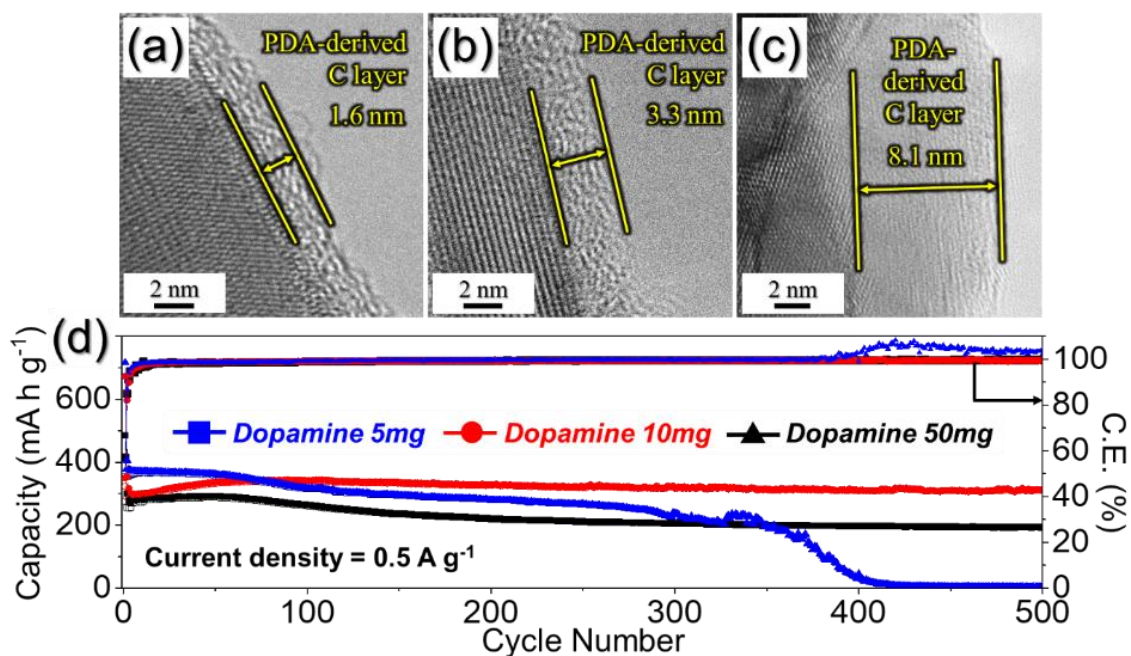 (a)
PDA-derived
C layer
1.6 nm
2 nm
(b)
PDA-derived
C layer
3.3 nm
2 nm
(c)
PDA-
derived
C layer
8.1 nm
2 nm
(d)
Capacity (mA h g⁻¹)
600
400
200
0
Dopamine 5mg Dopamine 10mg Dopamine 50mg
Current density = 0.5 A g⁻¹
100
80
60
40
20
0
C.E. (%)
0 100 200 300 400 500
Cycle Number